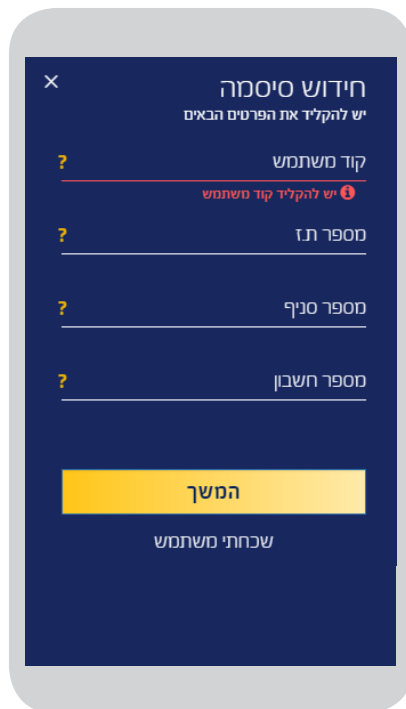 ×
חידוש סיסמה
יש להקליד את הפרטים הבאים
קוד משתמש ?
יש להקליד קוד משתמש
מספר ת.ז ?
מספר סניף ?
מספר חשבון ?
המשך
שכחתי משתמש